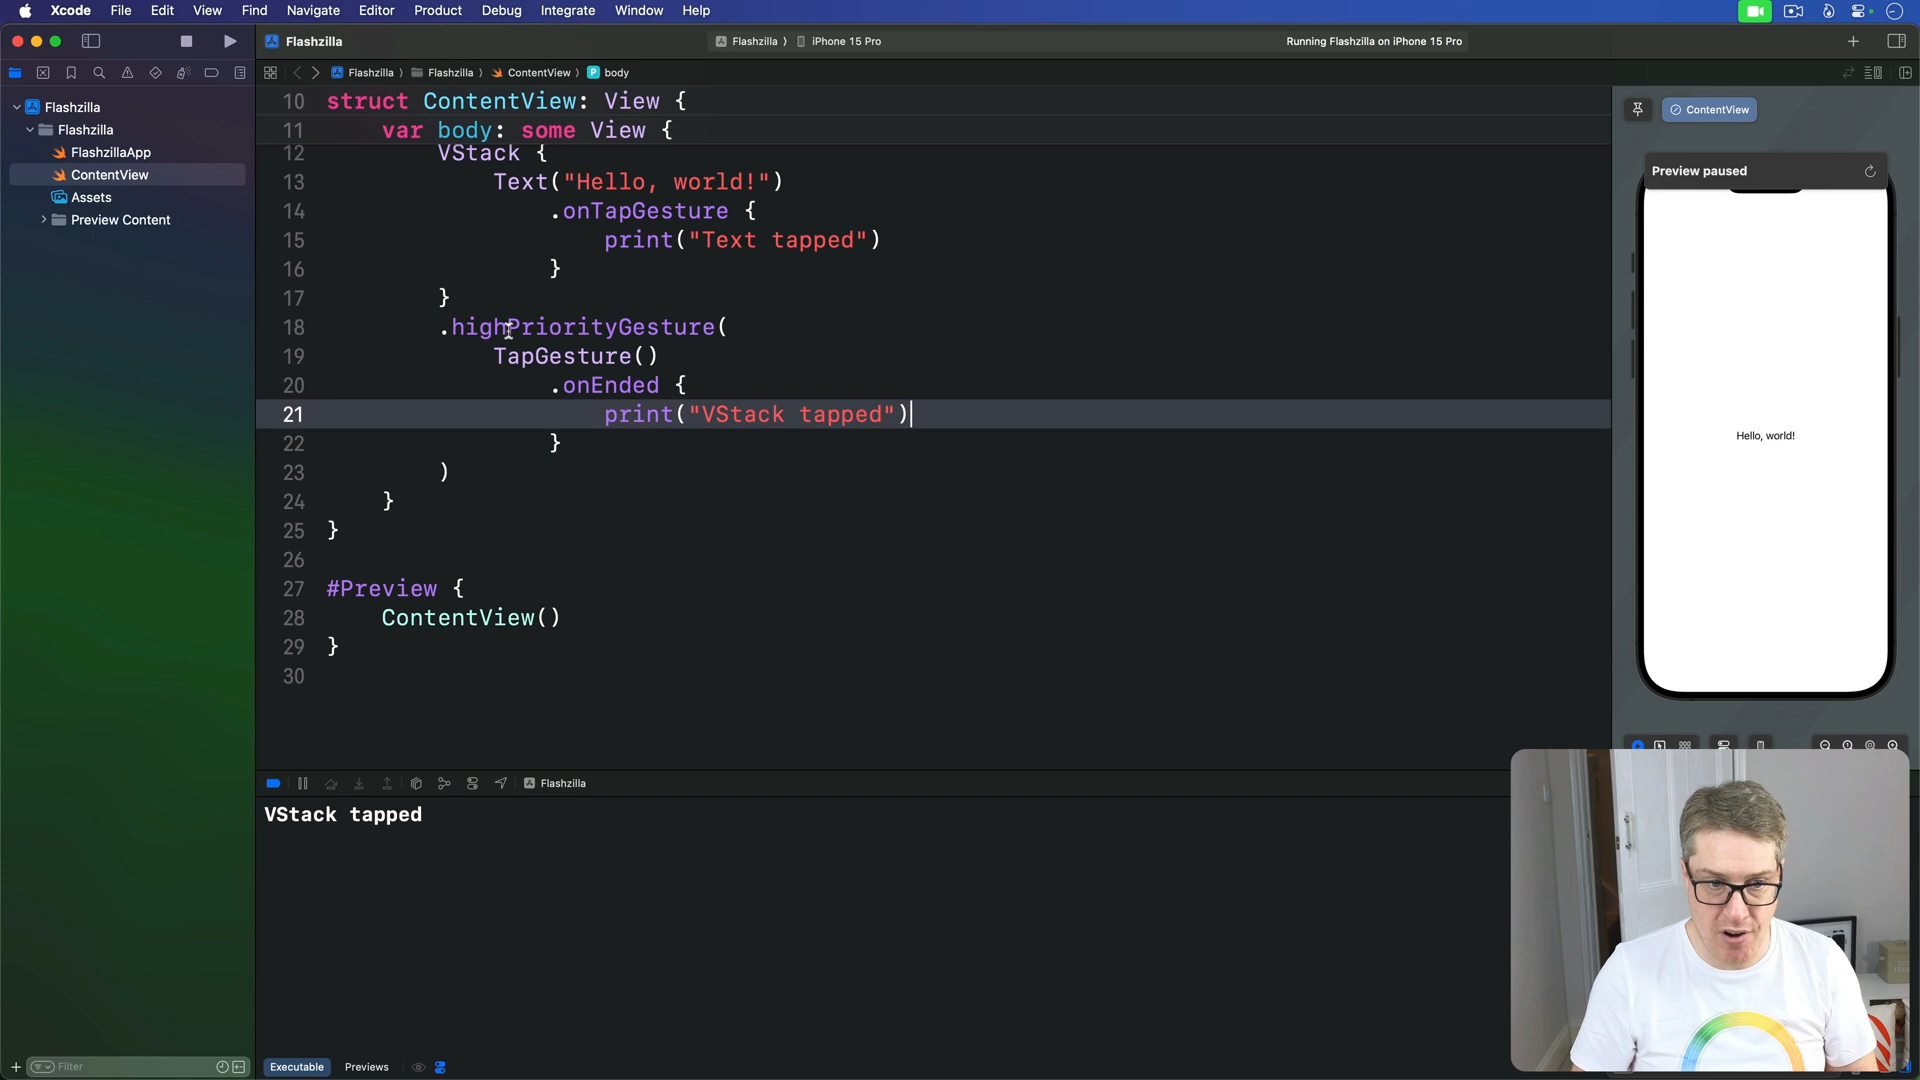 Xcode File Edit View Find Navigate Editor Product Debug Integrate Window Help
Flashzilla
Flashzilla 〉 iPhone 15 Pro
Running Flashzilla on iPhone 15 Pro
Flashzilla 〉 Flashzilla 〉 ContentView 〉 P body
Flashzilla
Flashzilla
FlashzillaApp
ContentView
Assets
Preview Content
10 struct ContentView: View {
11 var body: some View {
12 VStack {
13 Text("Hello, world!")
14 .onTapGesture {
15 print("Text tapped")
16 }
17 }
18 .highPriorityGesture(
19 TapGesture()
20 .onEnded {
21 print("VStack tapped")
22 }
23 )
24 }
25 }
26
27 #Preview {
28 ContentView()
29 }
30
ContentView
Preview paused
Hello, world!
Flashzilla
VStack tapped
Filter
Executable Previews